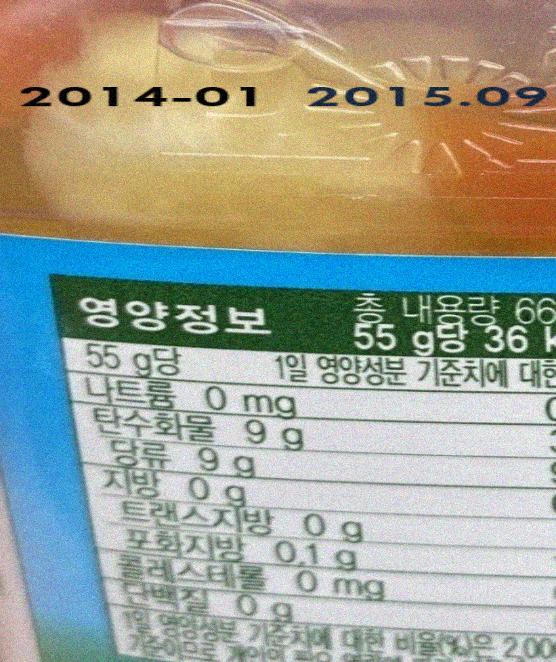 2014-01 2015.09
영양정보 총 내용량 66
55 g당 36 k
55 g당 1일 영양성분 기준치에 대한
나트륨 0 mg
탄수화물 9 g
당류 9 g
지방 0 g
트랜스지방 0 g
포화지방 0.1 g
콜레스테롤 0 mg
단백질 0 g
1일 영양성분 기준치에 대한 비율(%)은 2,00